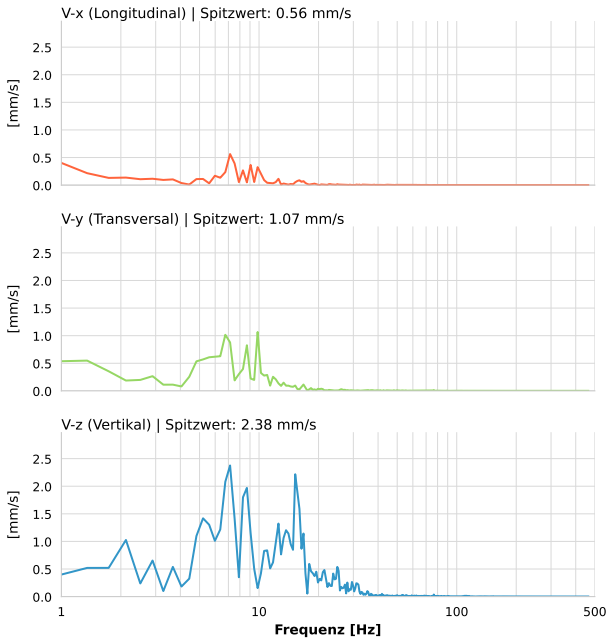 V-x (Longitudinal) | Spitzwert: 0.56 mm/s
[mm/s]
2.5
2.0
1.5
1.0
0.5
0.0
V-y (Transversal) | Spitzwert: 1.07 mm/s
[mm/s]
2.5
2.0
1.5
1.0
0.5
0.0
V-z (Vertikal) | Spitzwert: 2.38 mm/s
[mm/s]
2.5
2.0
1.5
1.0
0.5
0.0
1 10 100 500
Frequenz [Hz]